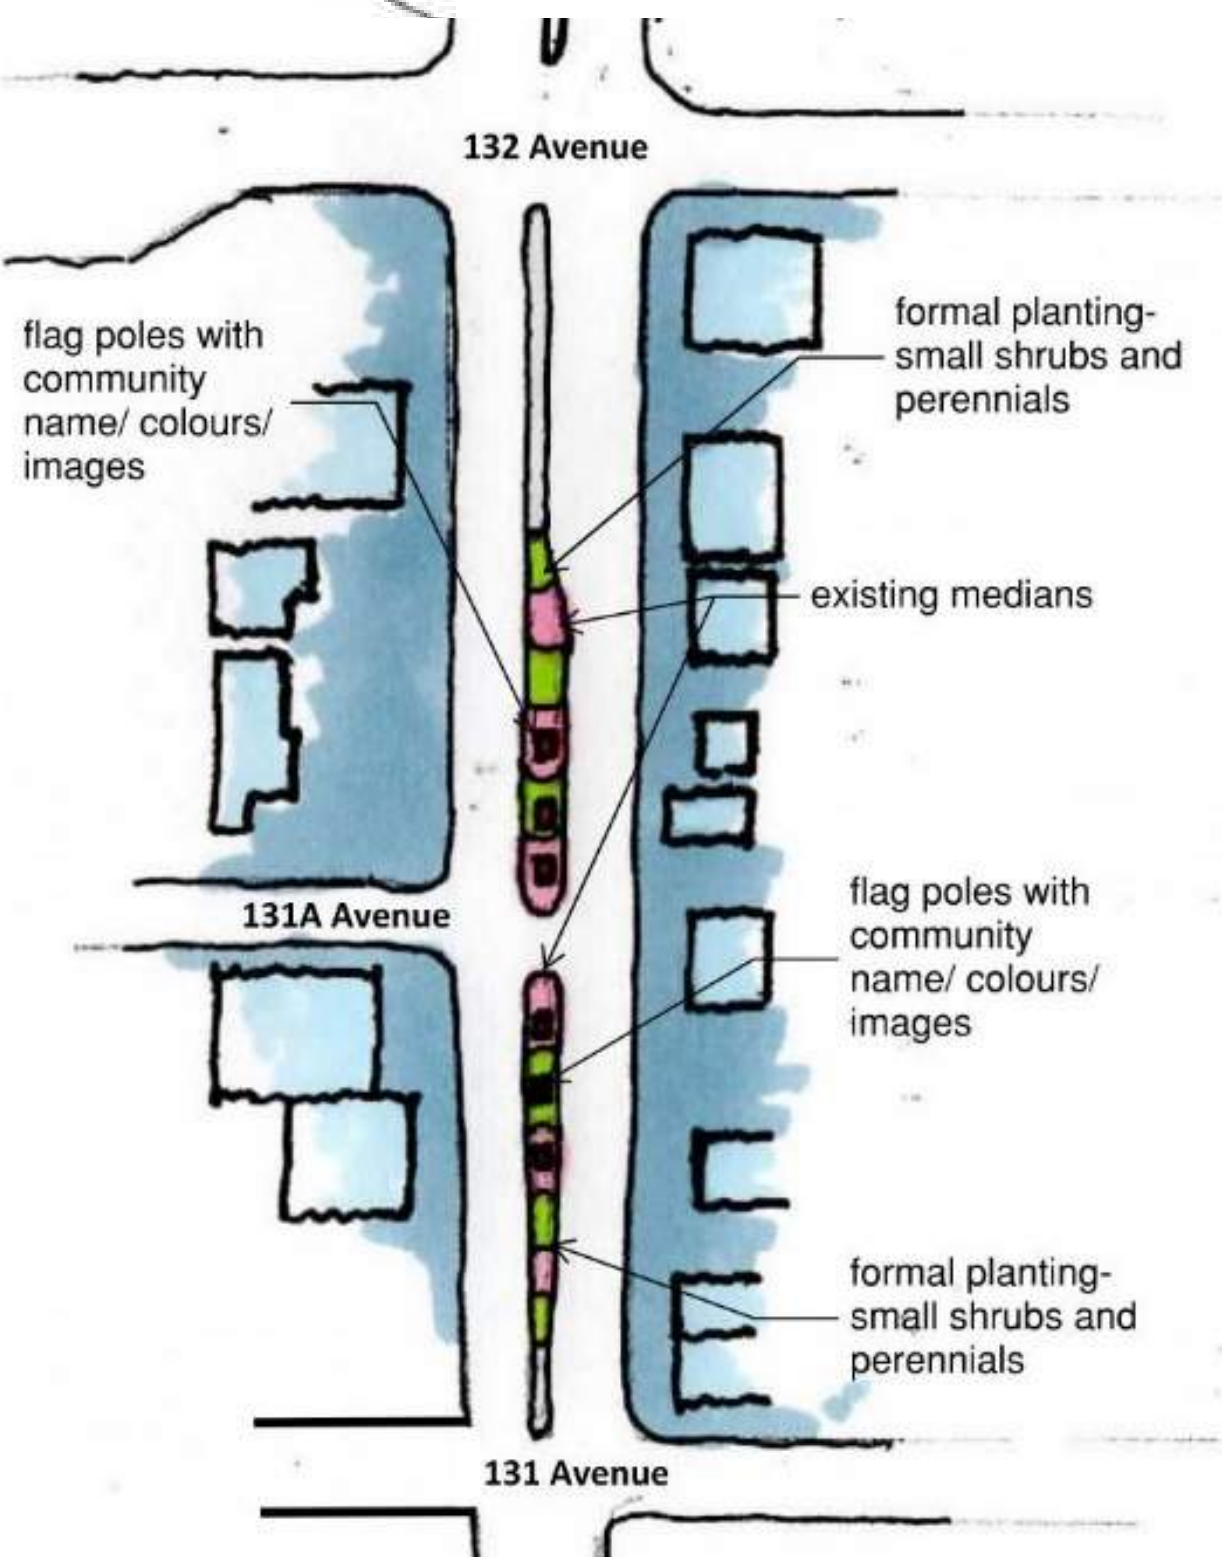 132 Avenue
flag poles with
community
name/ colours/
images
formal planting-
small shrubs and
perennials
existing medians
131A Avenue
flag poles with
community
name/ colours/
images
formal planting-
small shrubs and
perennials
131 Avenue